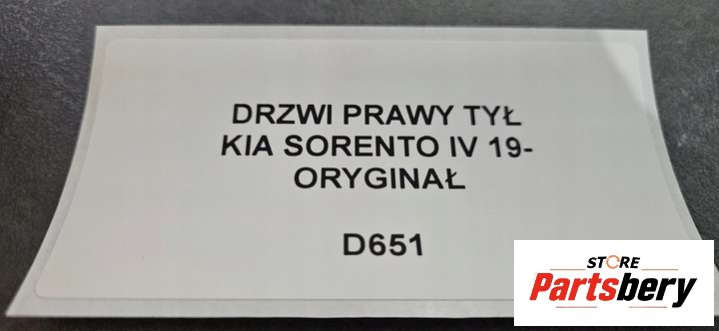 DRZWI PRAWY TYŁ
KIA SORENTO IV 19-
ORYGINAŁ
D651
STORE
Partsbery